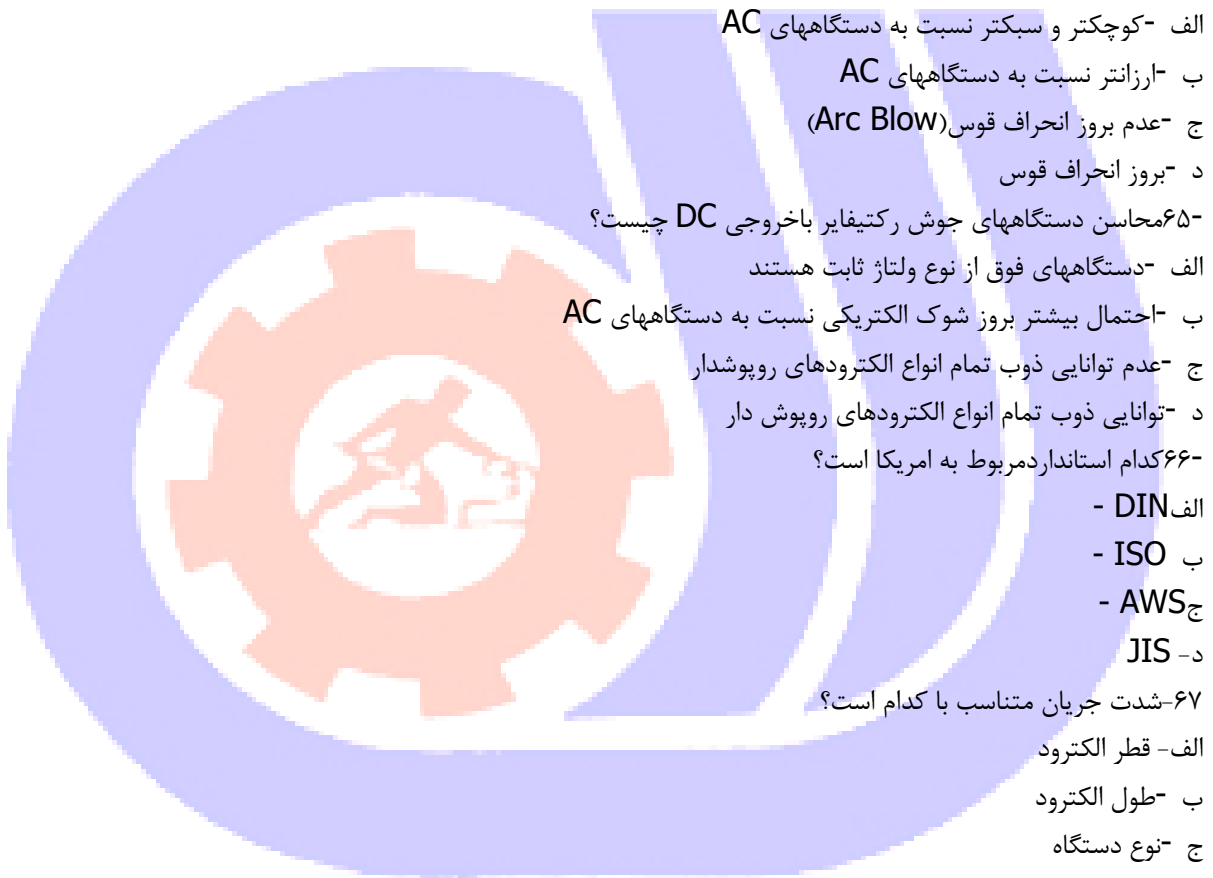 الف -کوچکتر و سبکتر نسبت به دستگاههای AC
ب -ارزانتر نسبت به دستگاههای AC
ج -عدم بروز انحراف قوس(Arc Blow)
د -بروز انحراف قوس
-۶۵محاسن دستگاههای جوش رکتیفایر باخروجی DC چیست؟
الف -دستگاههای فوق از نوع ولتاژ ثابت هستند
ب -احتمال بیشتر بروز شوک الکتریکی نسبت به دستگاههای AC
ج -عدم توانایی ذوب تمام انواع الکترودهای روپوشدار
د -توانایی ذوب تمام انواع الکترودهای روپوش دار
-۶۶کدام استانداردمربوط به امریکا است؟
الفDIN -
ب ISO -
جAWS -
د- JIS
۶۷-شدت جریان متناسب با کدام است؟
الف- قطر الکترود
ب -طول الکترود
ج -نوع دستگاه